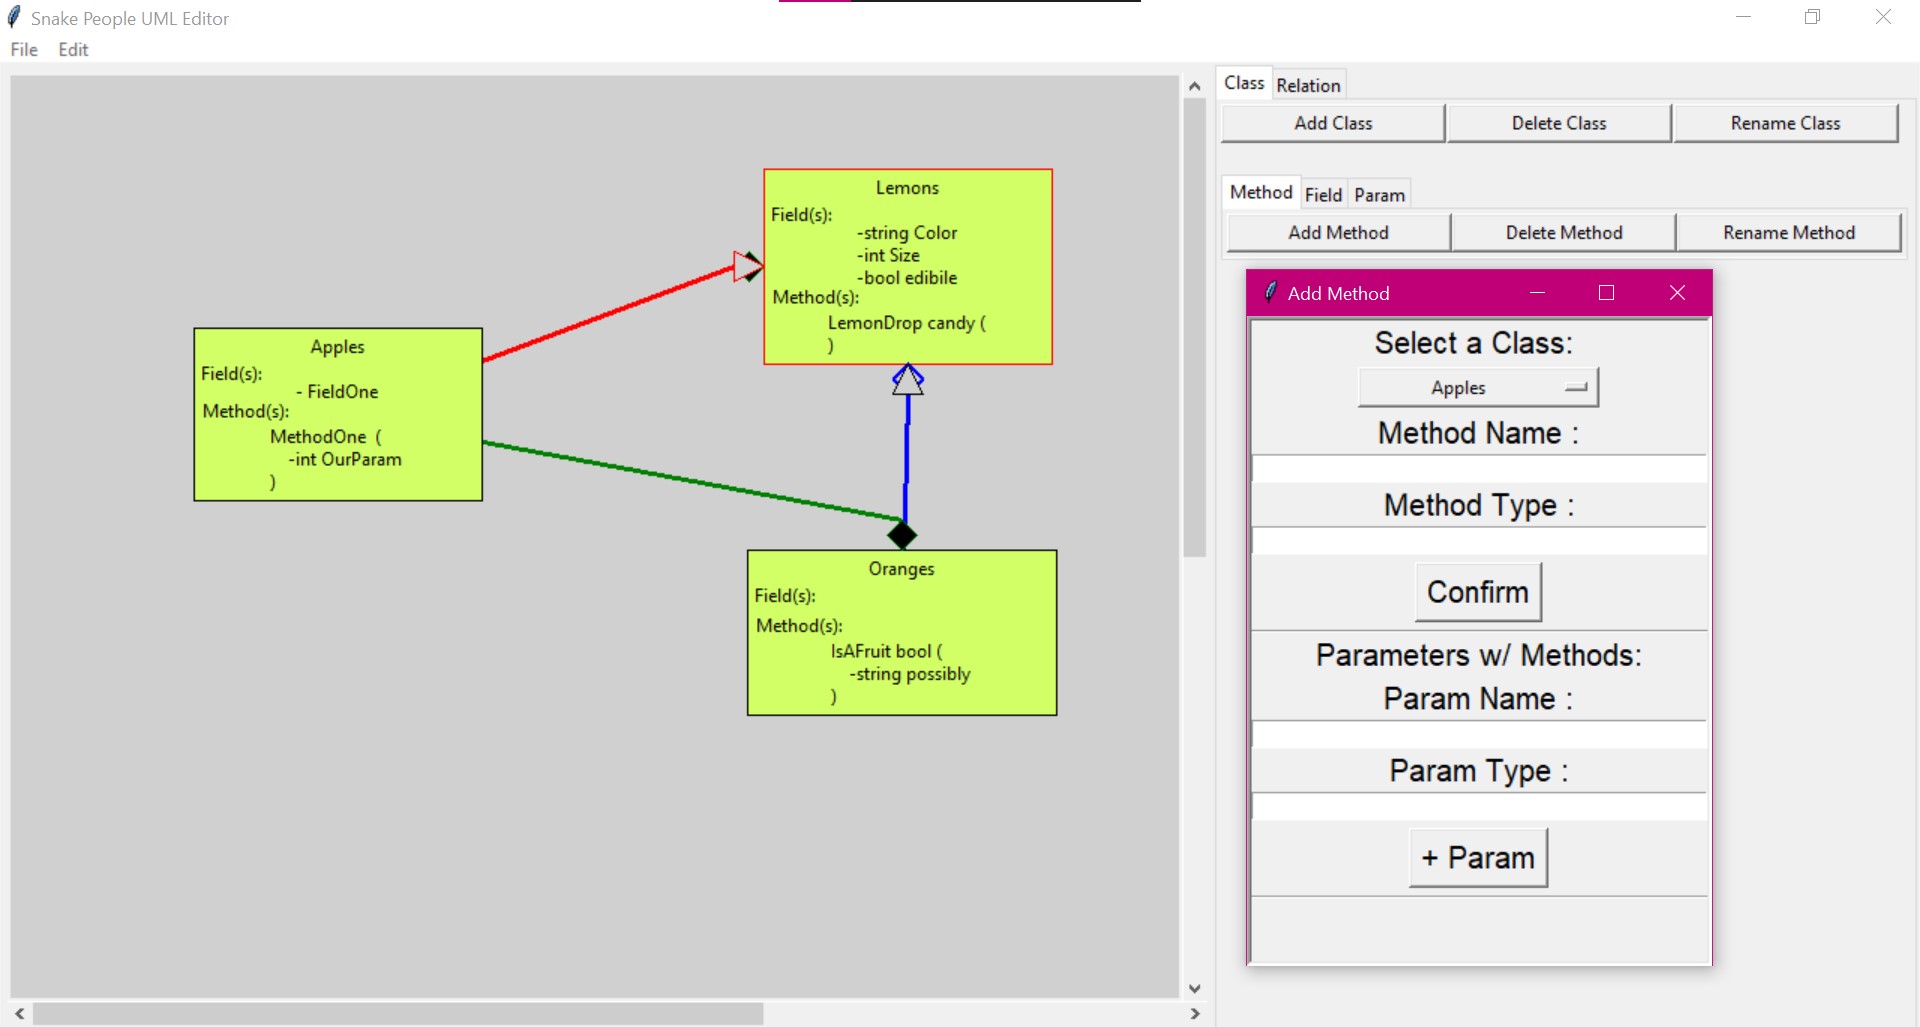 Snake People UML Editor
File Edit
Class Relation
Add Class Delete Class Rename Class
Method Field Param
Add Method Delete Method Rename Method
Lemons
Field(s):
-string Color
-int Size
-bool edibile
Method(s):
LemonDrop candy (
)
Apples
Field(s):
- FieldOne
Method(s):
MethodOne (
-int OurParam
)
Oranges
Field(s):
Method(s):
IsAFruit bool (
-string possibly
)
Add Method
Select a Class:
Apples
Method Name :
Method Type :
Confirm
Parameters w/ Methods:
Param Name :
Param Type :
+ Param